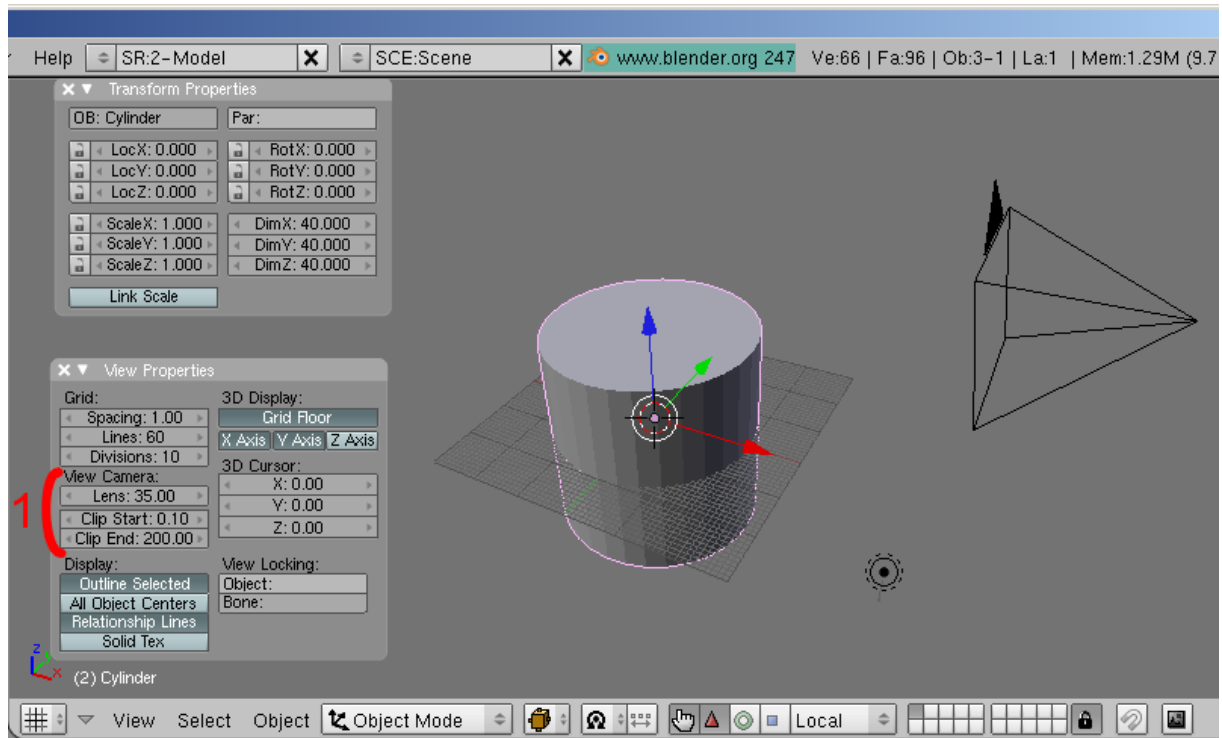 Help SR:2-Model SCE:Scene www.blender.org 247 Ve:66 | Fa:96 | Ob:3-1 | La:1 | Mem:1.29M (9.7
Transform Properties
OB: Cylinder Par:
LocX: 0.000 RotX: 0.000
LocY: 0.000 RotY: 0.000
LocZ: 0.000 RotZ: 0.000
ScaleX: 1.000 DimX: 40.000
ScaleY: 1.000 DimY: 40.000
ScaleZ: 1.000 DimZ: 40.000
Link Scale
View Properties
Grid: 3D Display:
Spacing: 1.00 Grid Floor
Lines: 60 X Axis Y Axis Z Axis
Divisions: 10 3D Cursor:
View Camera: X: 0.00
1 Lens: 35.00 Y: 0.00
Clip Start: 0.10 Z: 0.00
Clip End: 200.00
Display: View Locking:
Outline Selected Object:
All Object Centers Bone:
Relationship Lines
Solid Tex
z
x
(2) Cylinder
View Select Object Object Mode Local